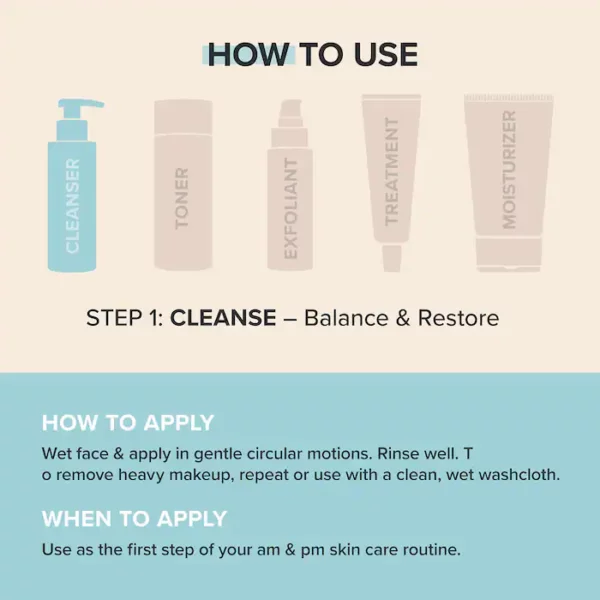 HOW TO USE
CLEANSER
TONER
EXFOLIANT
TREATMENT
MOISTURIZER
STEP 1: CLEANSE – Balance & Restore
HOW TO APPLY
Wet face & apply in gentle circular motions. Rinse well. T
o remove heavy makeup, repeat or use with a clean, wet washcloth.
WHEN TO APPLY
Use as the first step of your am & pm skin care routine.